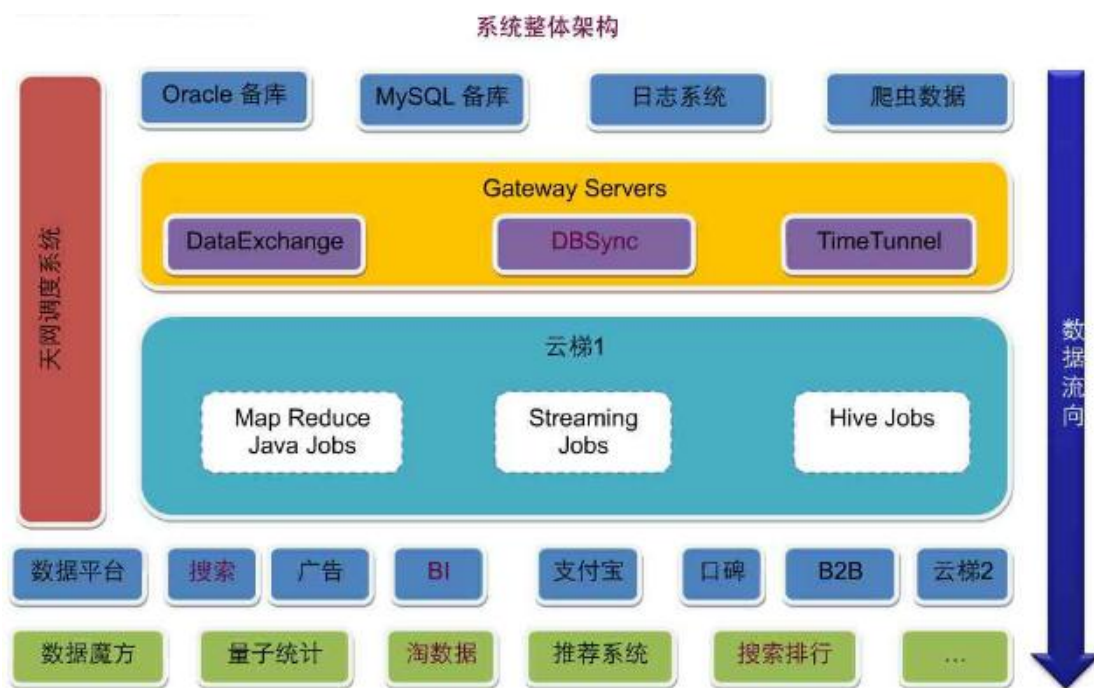 系统整体架构
Oracle 备库
MySQL 备库
日志系统
爬虫数据
天网调度系统
Gateway Servers
DataExchange
DBSync
TimeTunnel
云梯1
Map Reduce
Java Jobs
Streaming
Jobs
Hive Jobs
数据流向
数据平台
搜索
广告
BI
支付宝
口碑
B2B
云梯2
数据魔方
量子统计
淘数据
推荐系统
搜索排行
...